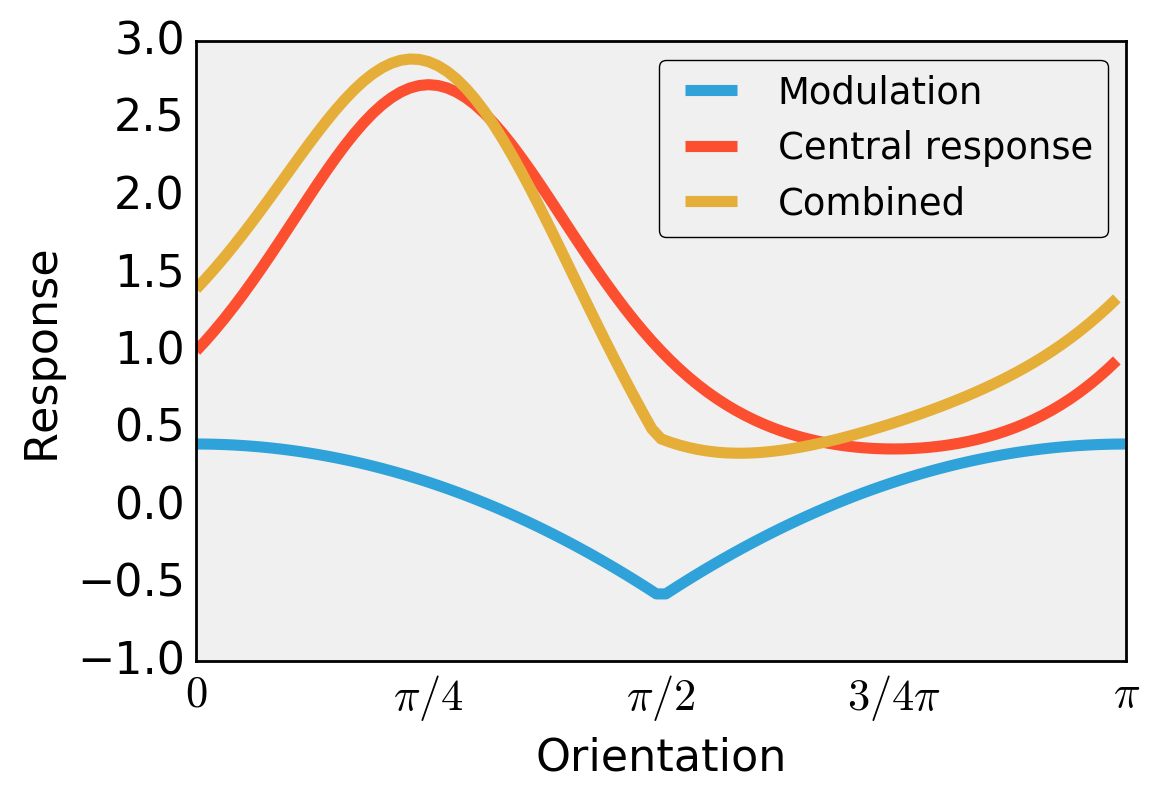 3.0
2.5
2.0
1.5
1.0
0.5
0.0
−0.5
−1.0
Response
Modulation
Central response
Combined
0
π/4
π/2
3/4π
π
Orientation